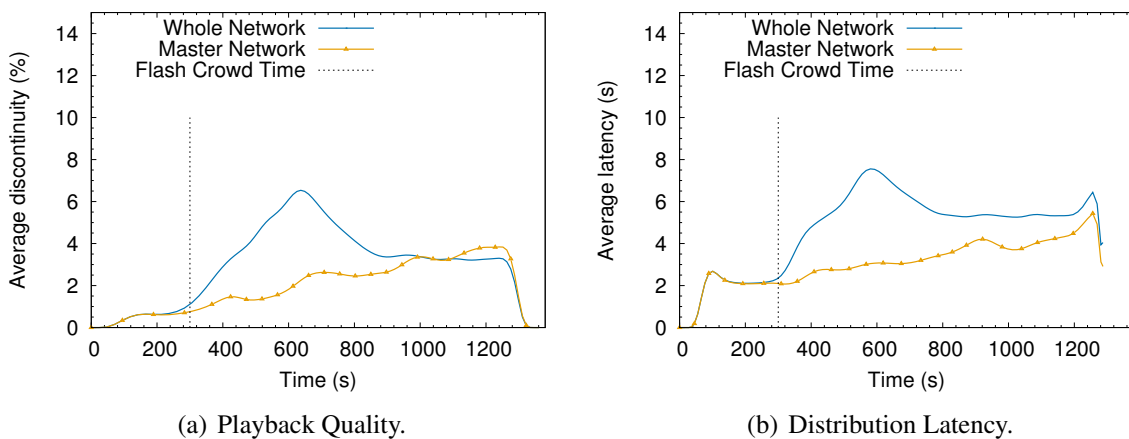 Average discontinuity (%)
14
12
10
8
6
4
2
0
Whole Network
Master Network
Flash Crowd Time
0 200 400 600 800 1000 1200
Time (s)
(a) Playback Quality.
Average latency (s)
14
12
10
8
6
4
2
0
Whole Network
Master Network
Flash Crowd Time
0 200 400 600 800 1000 1200
Time (s)
(b) Distribution Latency.